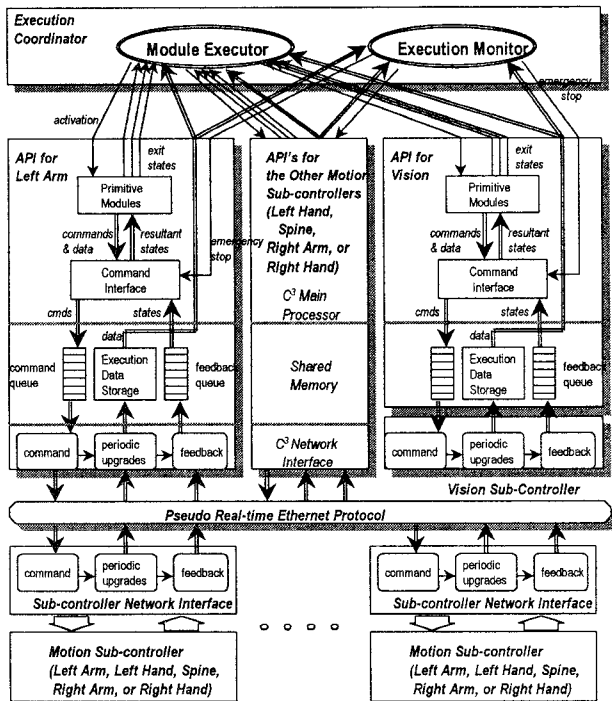 Execution
Coordinator
Module Executor
Execution Monitor
emergency
stop
activation
API for
Left Arm
exit
states
Primitive
Modules
commands
& data
resultant
states
emergency
stop
Command
Interface
cmds
states
data
command
queue
Execution
Data
Storage
feedback
queue
command
periodic
upgrades
feedback
API's for
the Other Motion
Sub-controllers
(Left Hand,
Spine,
Right Arm, or
Right Hand)
C³ Main
Processor
Shared
Memory
C³ Network
Interface
API for
Vision
exit
states
Primitive
Modules
commands
& data
resultant
states
Command
Interface
cmds
states
data
command
queue
Execution
Data
Storage
feedback
queue
command
periodic
upgrades
feedback
Vision Sub-Controller
Pseudo Real-time Ethernet Protocol
command
periodic
upgrades
feedback
Sub-controller Network Interface
command
periodic
upgrades
feedback
Sub-controller Network Interface
Motion Sub-controller
(Left Arm, Left Hand, Spine,
Right Arm, or Right Hand)
Motion Sub-controller
(Left Arm, Left Hand, Spine,
Right Arm, or Right Hand)